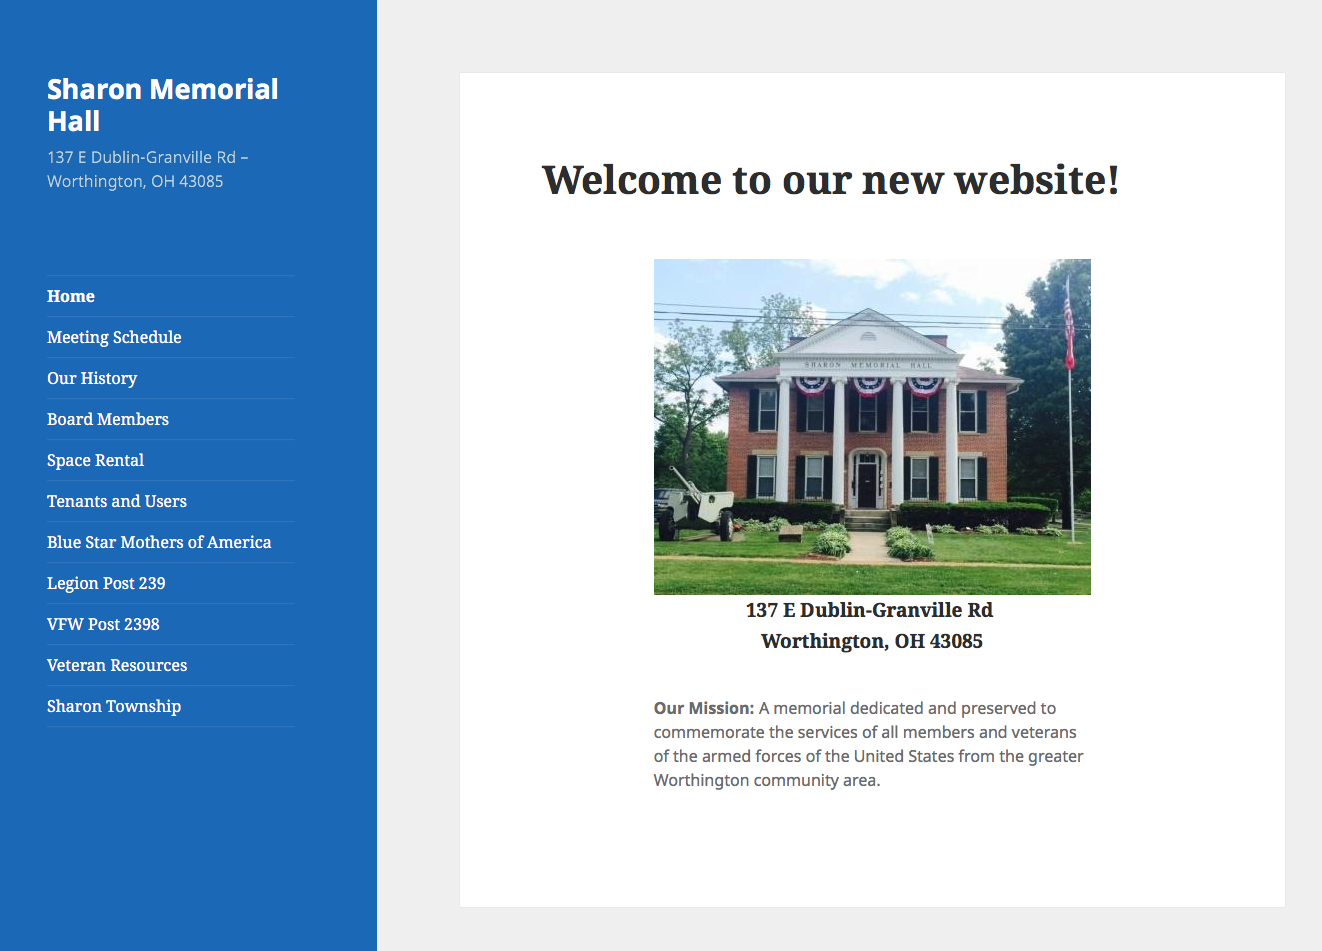 Sharon Memorial
Hall
137 E Dublin-Granville Rd –
Worthington, OH 43085
Home
Meeting Schedule
Our History
Board Members
Space Rental
Tenants and Users
Blue Star Mothers of America
Legion Post 239
VFW Post 2398
Veteran Resources
Sharon Township
Welcome to our new website!
SHARON MEMORIAL HALL
137 E Dublin-Granville Rd
Worthington, OH 43085
Our Mission: A memorial dedicated and preserved to
commemorate the services of all members and veterans
of the armed forces of the United States from the greater
Worthington community area.